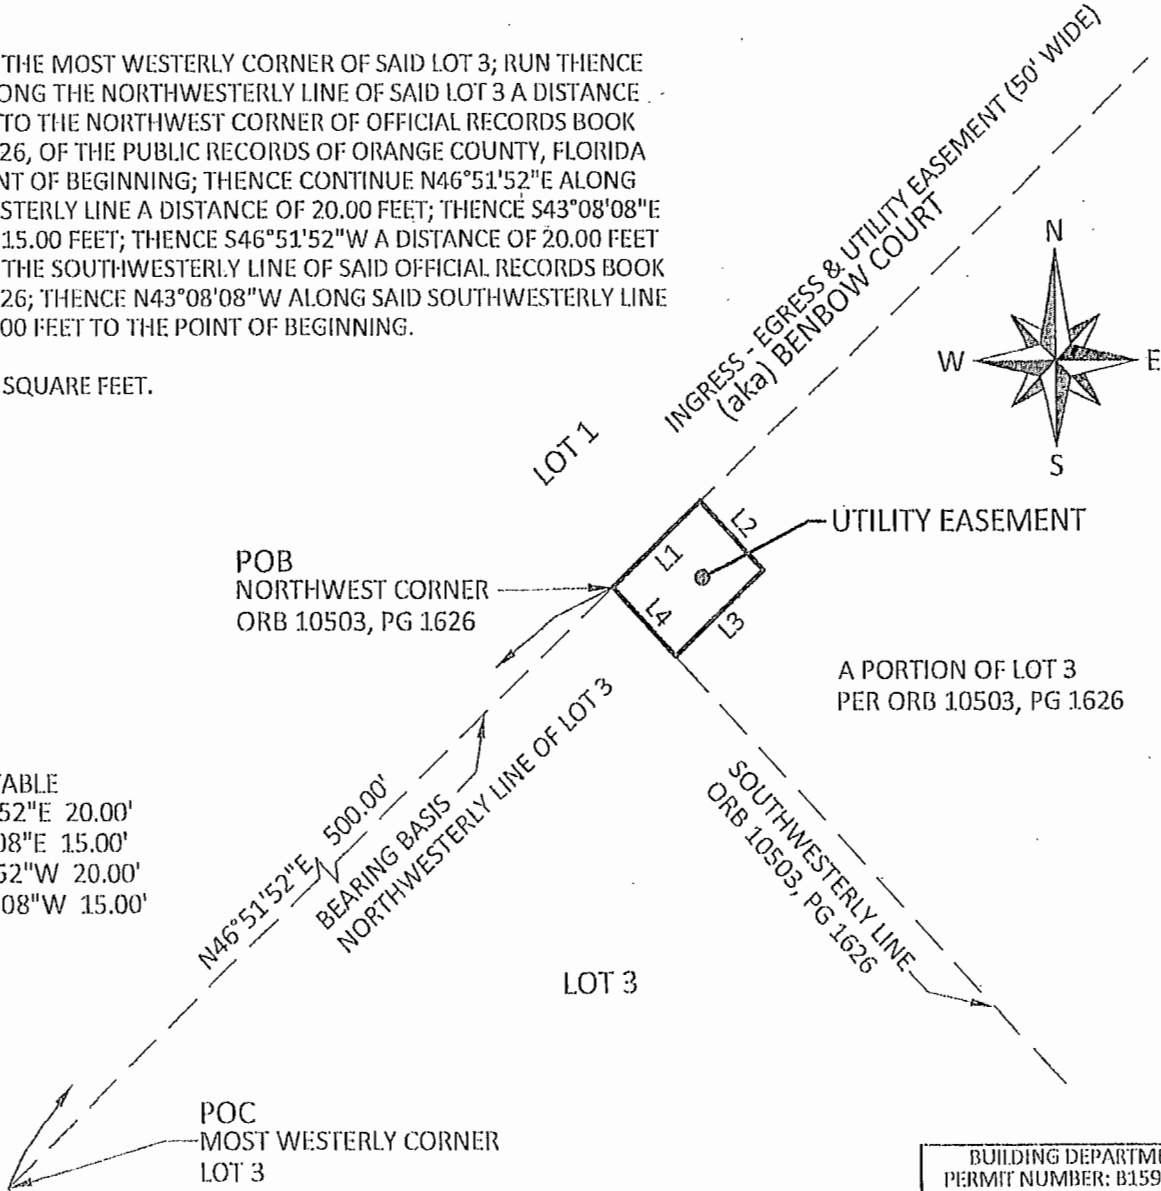 THE MOST WESTERLY CORNER OF SAID LOT 3; RUN THENCE
ONG THE NORTHWESTERLY LINE OF SAID LOT 3 A DISTANCE
TO THE NORTHWEST CORNER OF OFFICIAL RECORDS BOOK
26, OF THE PUBLIC RECORDS OF ORANGE COUNTY, FLORIDA
NT OF BEGINNING; THENCE CONTINUE N46°51'52"E ALONG
STERLY LINE A DISTANCE OF 20.00 FEET; THENCE S43°08'08"E
15.00 FEET; THENCE S46°51'52"W A DISTANCE OF 20.00 FEET
THE SOUTHWESTERLY LINE OF SAID OFFICIAL RECORDS BOOK
26; THENCE N43°08'08"W ALONG SAID SOUTHWESTERLY LINE
00 FEET TO THE POINT OF BEGINNING.
SQUARE FEET.
INGRESS - EGRESS & UTILITY EASEMENT (50' WIDE)
(aka) BENBOW COURT
N
W
E
S
LOT 1
L2
UTILITY EASEMENT
L1
POB
NORTHWEST CORNER
ORB 10503, PG 1626
L4
L3
A PORTION OF LOT 3
PER ORB 10503, PG 1626
TABLE
52"E 20.00'
08"E 15.00'
52"W 20.00'
08"W 15.00'
N46°51'52"E 500.00'
BEARING BASIS
NORTHWESTERLY LINE OF LOT 3
SOUTHWESTERLY LINE
ORB 10503, PG 1626
LOT 3
POC
MOST WESTERLY CORNER
LOT 3
BUILDING DEPARTME
PERMIT NUMBER: B159